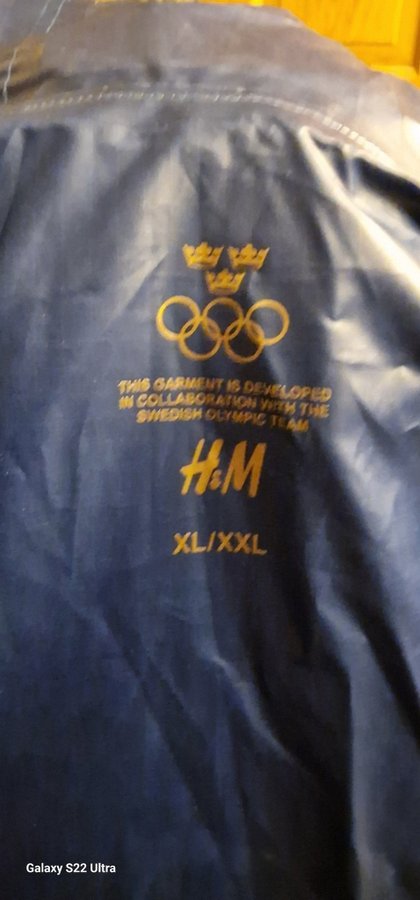 THIS GARMENT IS DEVELOPED
IN COLLABORATION WITH THE
SWEDISH OLYMPIC TEAM
H&M
XL/XXL
Galaxy S22 Ultra